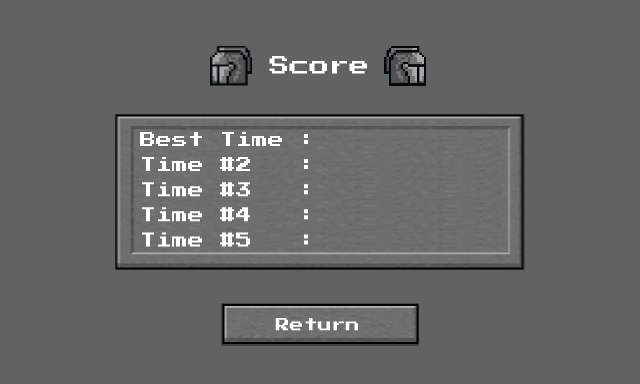 Score
Best Time :
Time #2 :
Time #3 :
Time #4 :
Time #5 :
Return